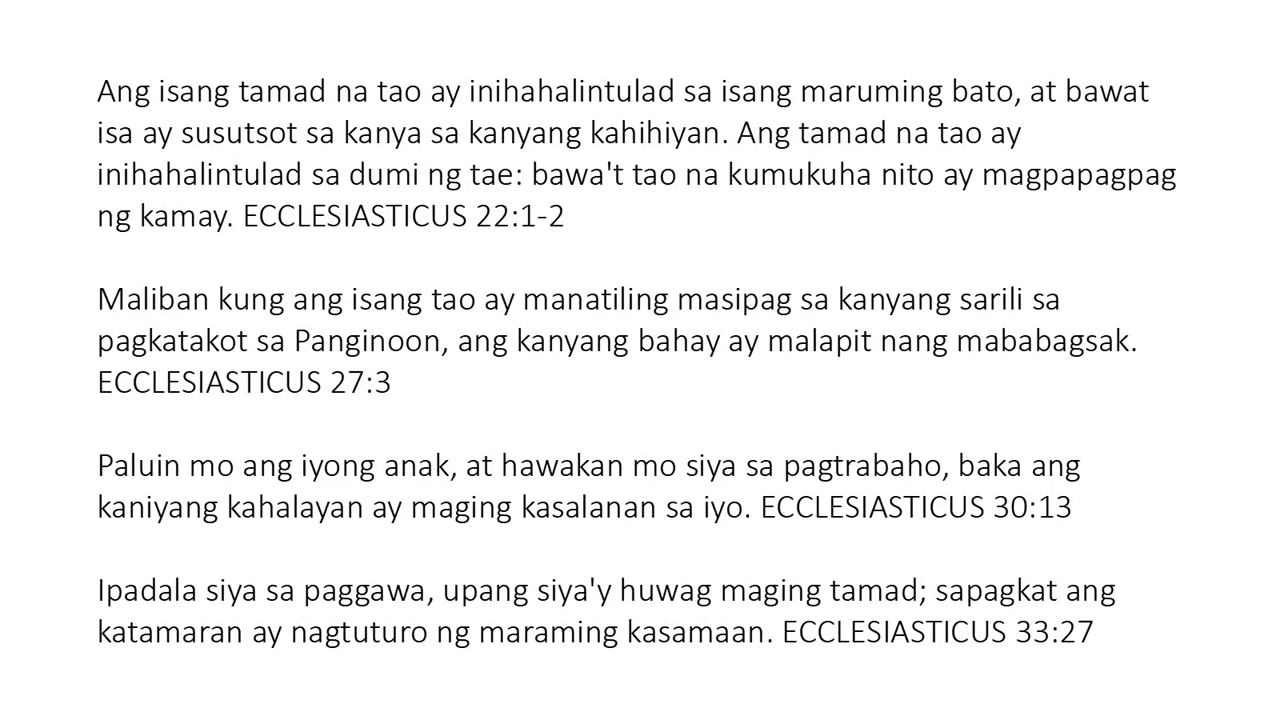 Ang isang tamad na tao ay inihahalintulad sa isang maruming bato, at bawat
isa ay susutsot sa kanya sa kanyang kahihiyan. Ang tamad na tao ay
inihahalintulad sa dumi ng tae: bawa't tao na kumukuha nito ay magpapagpag
ng kamay. ECCLESIASTICUS 22:1-2
Maliban kung ang isang tao ay manatiling masipag sa kanyang sarili sa
pagkatakot sa Panginoon, ang kanyang bahay ay malapit nang mababagsak.
ECCLESIASTICUS 27:3
Paluin mo ang iyong anak, at hawakan mo siya sa pagtrabaho, baka ang
kaniyang kahalayan ay maging kasalanan sa iyo. ECCLESIASTICUS 30:13
Ipadala siya sa paggawa, upang siya'y huwag maging tamad; sapagkat ang
katamaran ay nagtuturo ng maraming kasamaan. ECCLESIASTICUS 33:27